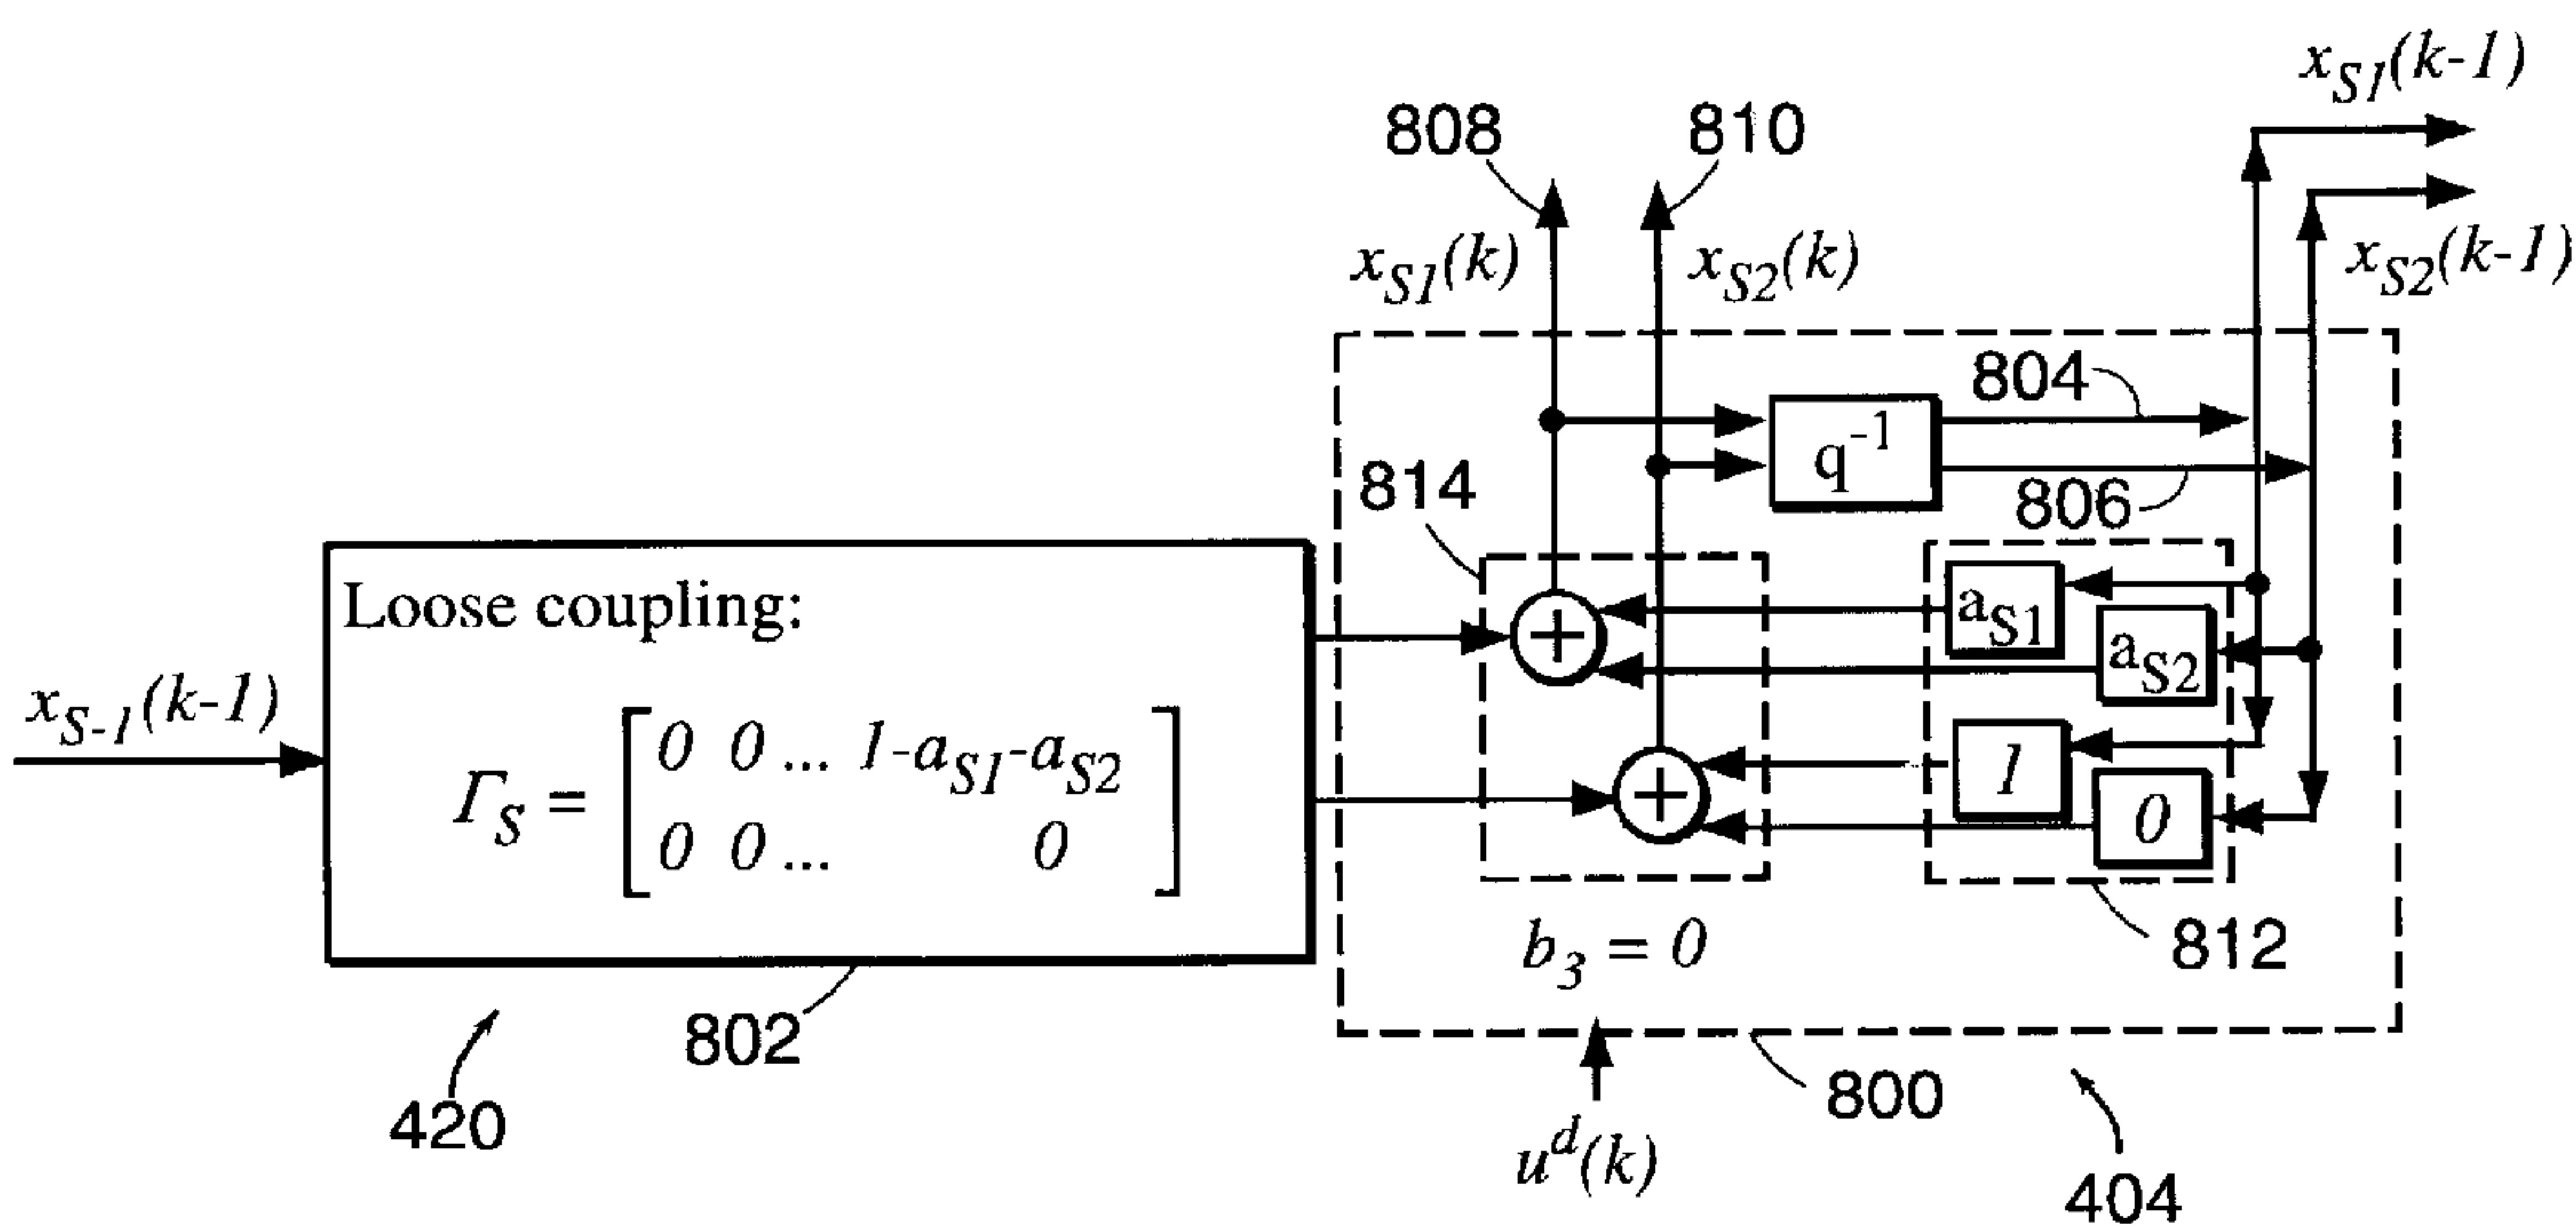 x_{S1}(k-1)
808
810
x_{S1}(k)
x_{S2}(k)
x_{S2}(k-1)
804
q^{-1}
814
806
Loose coupling:
a_{S1}
+
a_{S2}
x_{S-1}(k-1)
Γ_S = [ 0 0 ... 1-a_{S1}-a_{S2}
0 0 ... 0 ]
1
+
0
b_3 = 0
812
802
800
420
u^d(k)
404